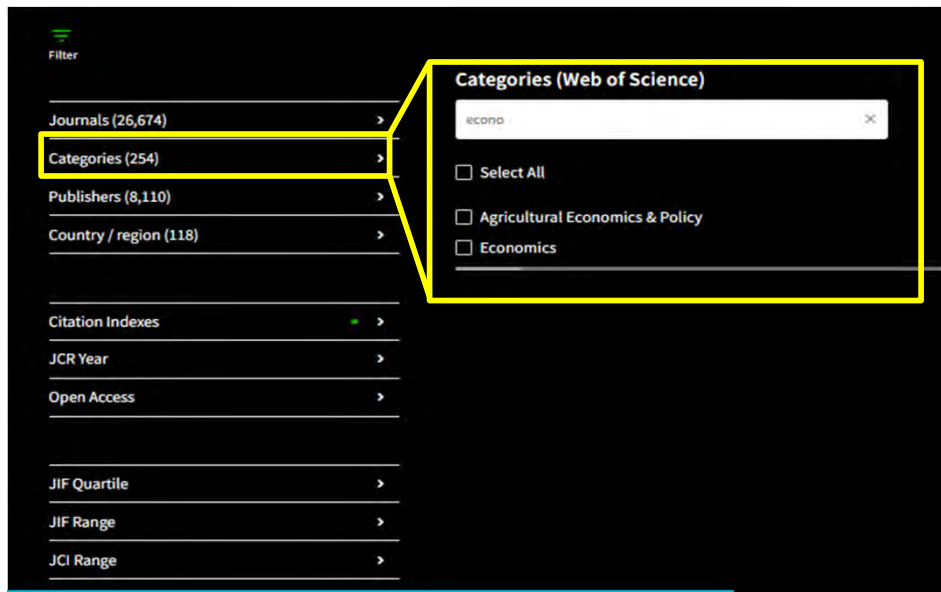 Filter
Journals (26,674)
Categories (254)
Publishers (8,110)
Country / region (118)
Citation Indexes
JCR Year
Open Access
JIF Quartile
JIF Range
JCI Range
Categories (Web of Science)
econo
Select All
Agricultural Economics & Policy
Economics